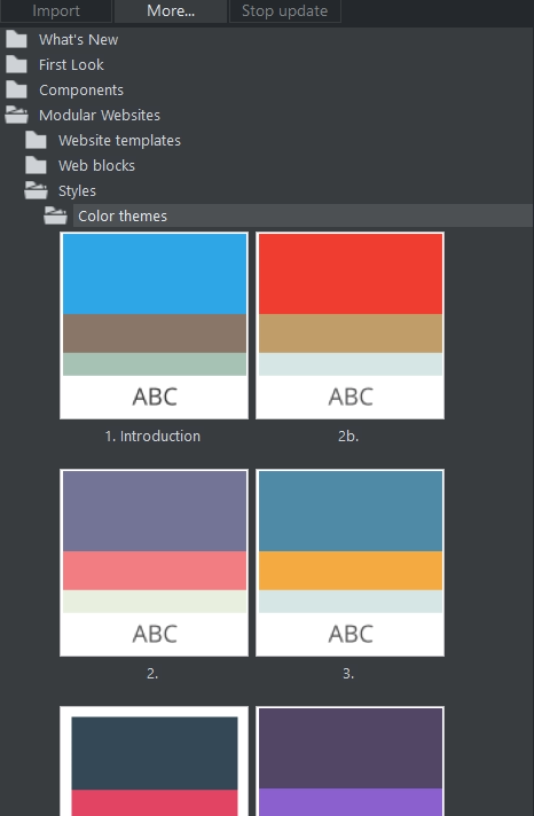 Import More... Stop update
What's New
First Look
Components
Modular Websites
Website templates
Web blocks
Styles
Color themes
ABC ABC
1. Introduction 2b.
ABC ABC
2. 3.